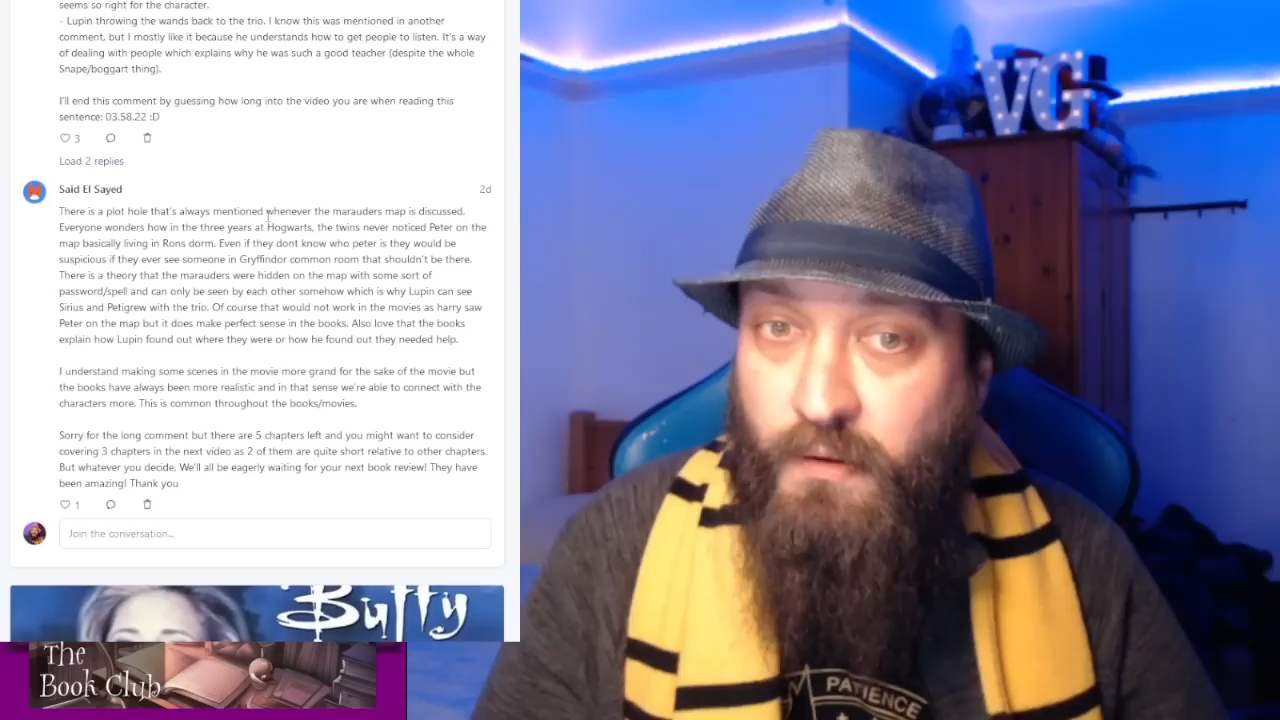 seems so right for the character.
- Lupin throwing the wands back to the trio. I know this was mentioned in another
comment, but I mostly like it because he understands how to get people to listen. It's a way
of dealing with people which explains why he was such a good teacher (despite the whole
Snape/boggart thing).
I'll end this comment by guessing how long into the video you are when reading this
sentence: 03.58.22 :D
3
Load 2 replies
Said El Sayed
2d
There is a plot hole that's always mentioned whenever the marauders map is discussed.
Everyone wonders how in the three years at Hogwarts, the twins never noticed Peter on the
map basically living in Rons dorm. Even if they dont know who peter is they would be
suspicious if they ever see someone in Gryffindor common room that shouldn't be there.
There is a theory that the marauders were hidden on the map with some sort of
password/spell and can only be seen by each other somehow which is why Lupin can see
Sirius and Petigrew with the trio. Of course that would not work in the movies as harry saw
Peter on the map but it does make perfect sense in the books. Also love that the books
explain how Lupin found out where they were or how he found out they needed help.
I understand making some scenes in the movie more grand for the sake of the movie but
the books have always been more realistic and in that sense we're able to connect with the
characters more. This is common throughout the books/movies.
Sorry for the long comment but there are 5 chapters left and you might want to consider
covering 3 chapters in the next video as 2 of them are quite short relative to other chapters.
But whatever you decide, We'll all be eagerly waiting for your next book review! They have
been amazing! Thank you
1
Join the conversation...
Buffy
The
Book Club
VG
PATIENCE